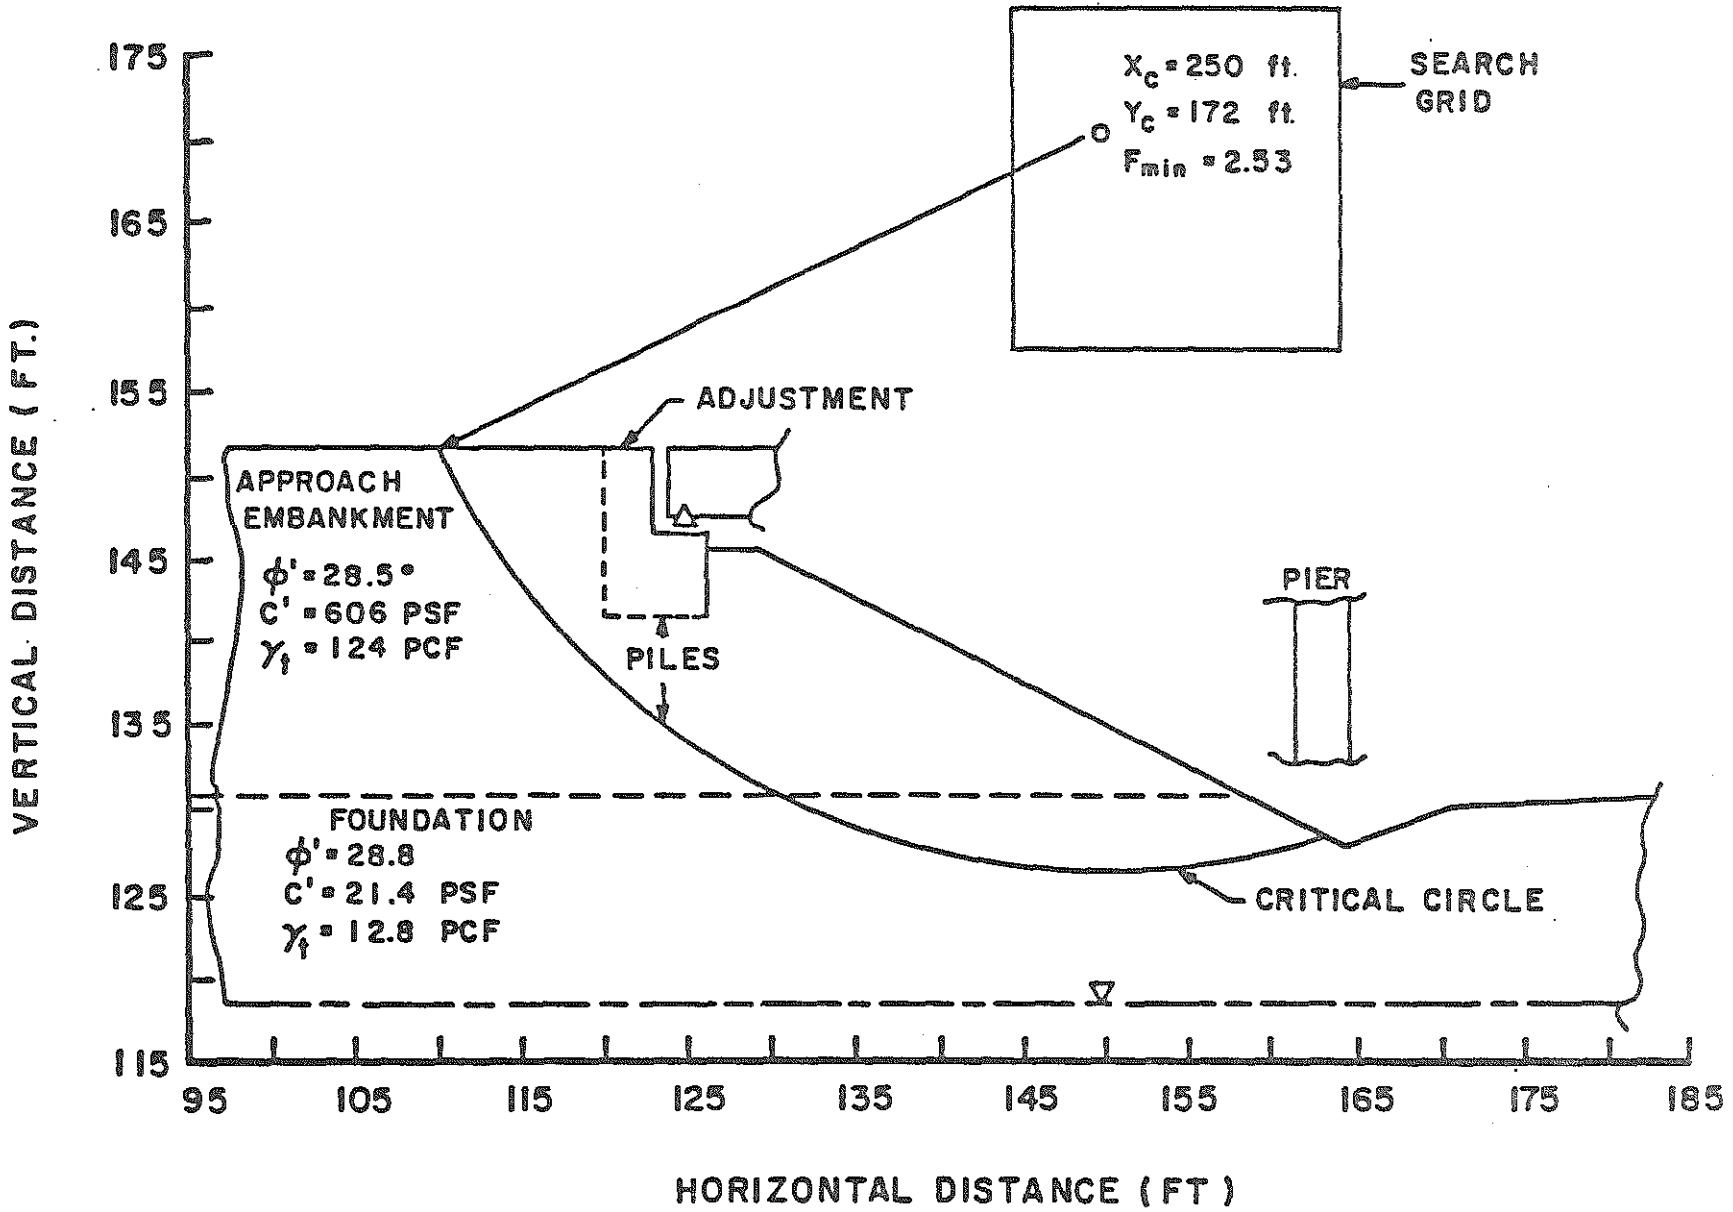 175
165
155
145
135
125
115
VERTICAL DISTANCE (FT.)
X_c = 250 ft.
Y_c = 172 ft.
F_min = 2.53
SEARCH
GRID
ADJUSTMENT
APPROACH
EMBANKMENT
φ' = 28.5°
C' = 606 PSF
γ_t = 124 PCF
PILES
PIER
FOUNDATION
φ' = 28.8
C' = 21.4 PSF
γ_t = 12.8 PCF
CRITICAL CIRCLE
95 105 115 125 135 145 155 165 175 185
HORIZONTAL DISTANCE (FT)